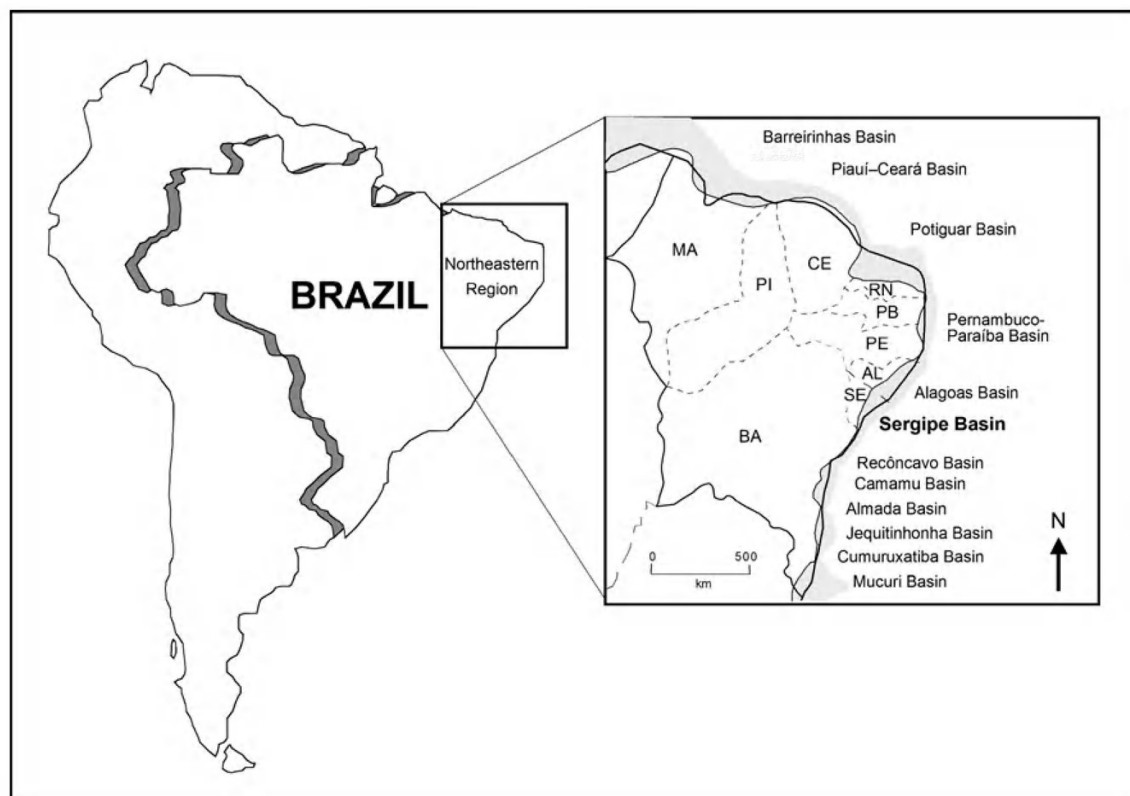 BRAZIL
Northeastern
Region
Barreirinhas Basin
Piauí–Ceará Basin
Potiguar Basin
MA
PI
CE
RN
PB
Pernambuco-
Paraíba Basin
PE
AL
SE
Alagoas Basin
Sergipe Basin
BA
Recôncavo Basin
Camamu Basin
Almada Basin
Jequitinhonha Basin
Cumuruxatiba Basin
Mucuri Basin
0 500
km
N